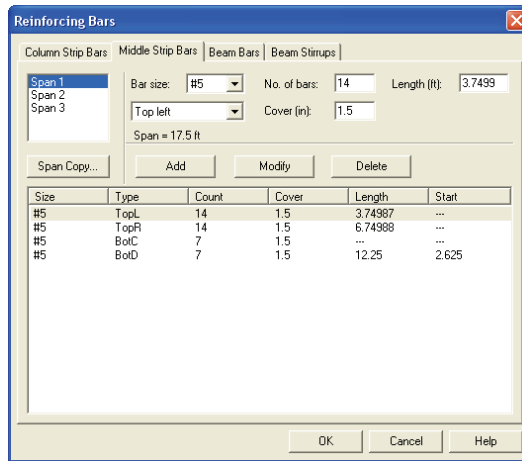 Reinforcing Bars
Column Strip Bars Middle Strip Bars Beam Bars Beam Stirrups
Span 1
Span 2
Span 3
Bar size: #5 No. of bars: 14 Length (ft): 3.7499
Top left Cover (in): 1.5
Span = 17.5 ft
Span Copy... Add Modify Delete
Size Type Count Cover Length Start
#5 TopL 14 1.5 3.74987 ---
#5 TopR 14 1.5 6.74988 ---
#5 BotC 7 1.5 --- ---
#5 BotD 7 1.5 12.25 2.625
OK Cancel Help